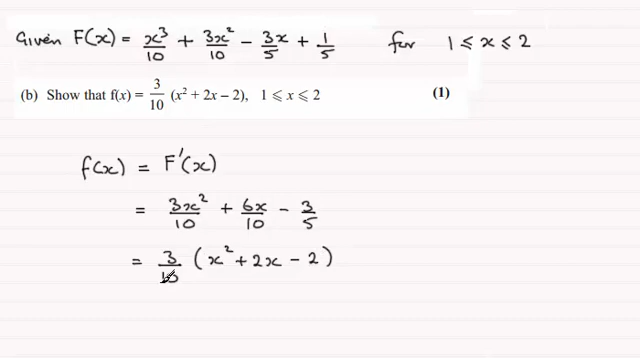 Given F(x) = x³/10 + 3x²/10 − 3x/5 + 1/5 for 1 ⩽ x ⩽ 2
(b) Show that f(x) = 3/10 (x² + 2x – 2), 1 ⩽ x ⩽ 2 (1)
f(x) = F'(x)
= 3x²/10 + 6x/10 − 3/5
= 3/10 (x² + 2x − 2)